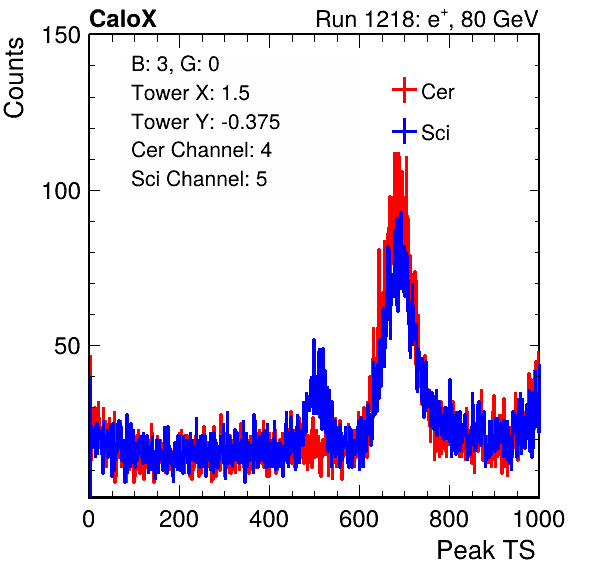 CaloX Run 1218: e⁺, 80 GeV
Counts
150
100
50
B: 3, G: 0
Tower X: 1.5
Tower Y: -0.375
Cer Channel: 4
Sci Channel: 5
Cer
Sci
0 200 400 600 800 1000
Peak TS